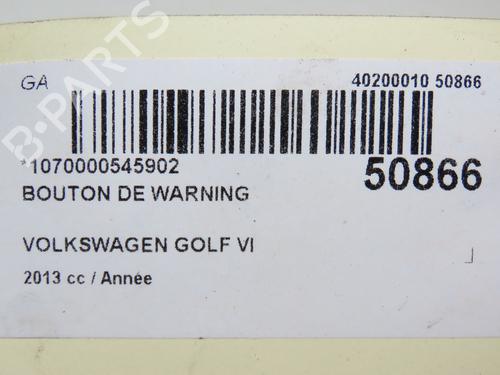 GA
40200010 50866
*1070000545902
50866
BOUTON DE WARNING
VOLKSWAGEN GOLF VI
2013 cc / Année
B-PARTS